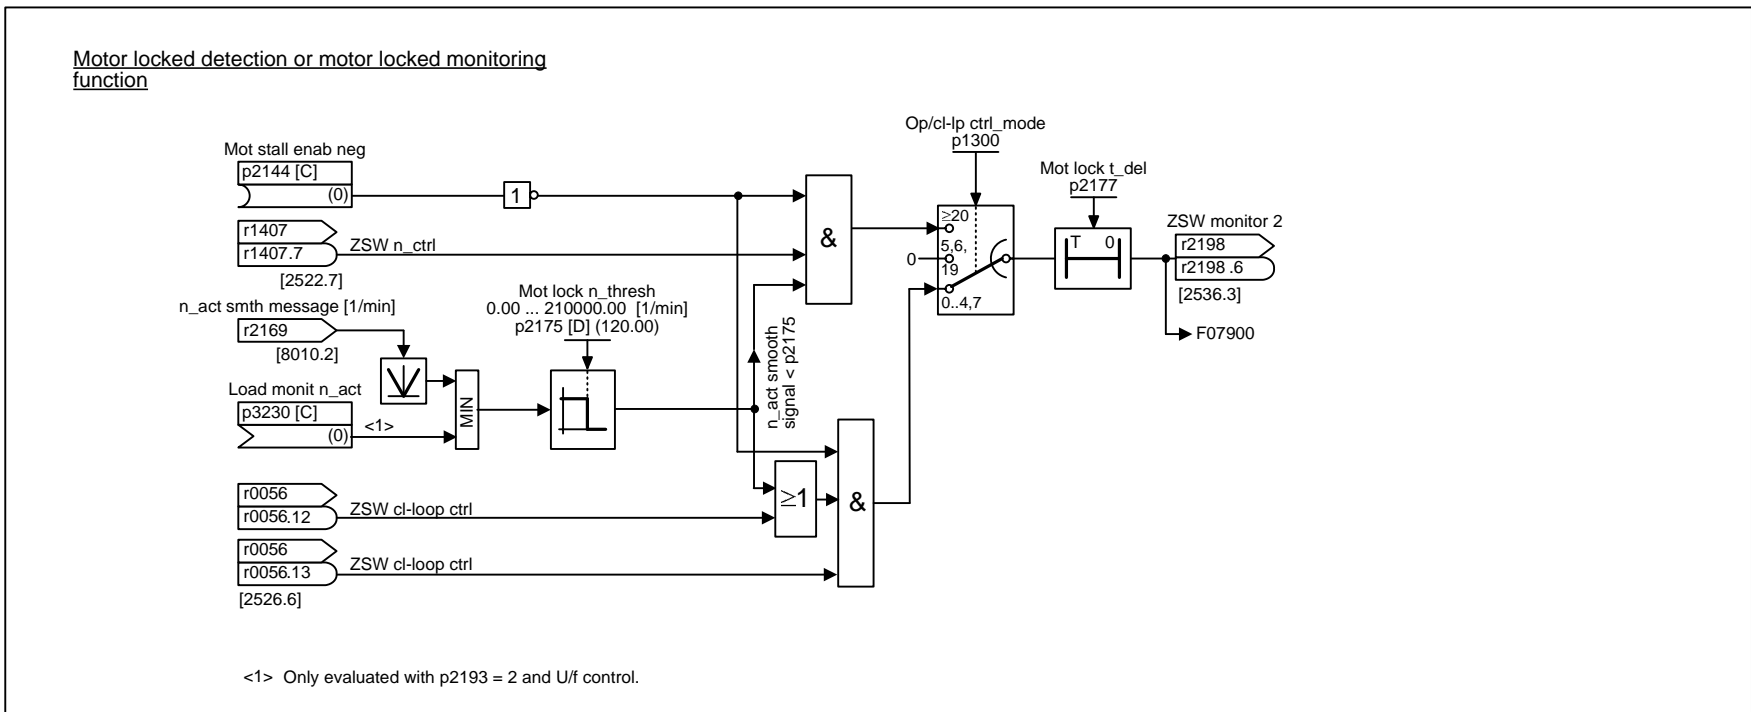 Motor locked detection or motor locked monitoring
function
Op/cl-lp ctrl_mode
p1300
Mot stall enab neg
p2144 [C]
(0)
1
Mot lock t_del
p2177
r1407
r1407.7
ZSW n_ctrl
[2522.7]
&
≥20
5,6,
0
19
0..4,7
T 0
ZSW monitor 2
r2198
r2198 .6
[2536.3]
F07900
n_act smth message [1/min]
r2169
[8010.2]
Mot lock n_thresh
0.00 ... 210000.00 [1/min]
p2175 [D] (120.00)
n_act smooth
signal < p2175
Load monit n_act
p3230 [C]
(0)
<1>
MIN
r0056
r0056.12
ZSW cl-loop ctrl
≥1
&
r0056
r0056.13
ZSW cl-loop ctrl
[2526.6]
<1> Only evaluated with p2193 = 2 and U/f control.